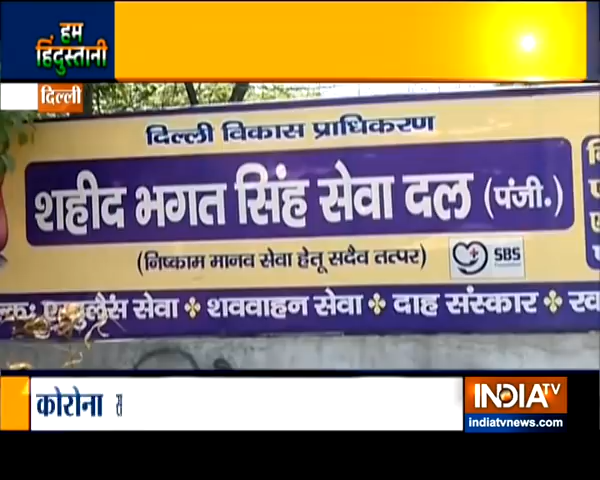 हम
हिंदुस्तानी
दिल्ली
दिल्ली विकास प्राधिकरण
शहीद भगत सिंह सेवा दल (पंजी.)
(निष्काम मानव सेवा हेतू सदैव तत्पर)
SBS
सेवा ✤ शववाहन सेवा ✤ दाह संस्कार ✤
कोरोना
INDIA TV
indiatvnews.com